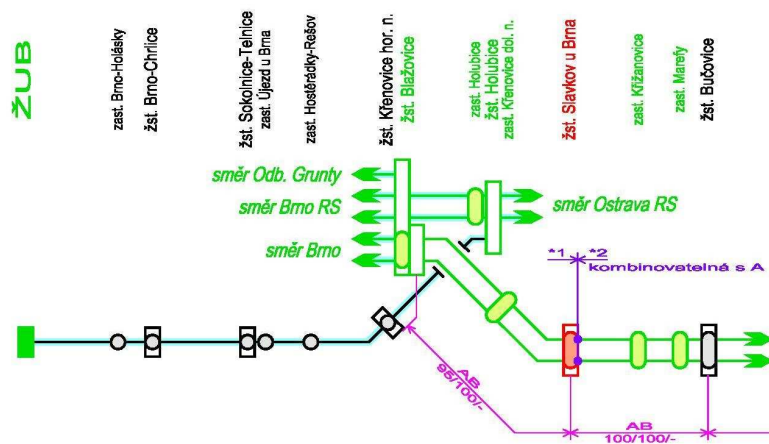 ŽUB
zast. Brno-Holásky
žst. Brno-Chrlice
žst. Sokolnice-Telnice
zast. Újezd u Brna
zast. Hostěrádky-Rešov
žst. Křenovice hor. n.
žst. Blažovice
zast. Holubice
žst. Holubice
zast. Křenovice dol. n.
žst. Slavkov u Brna
zast. Křižanovice
zast. Marefy
žst. Bučovice
směr Odb. Grunty
směr Brno RS
směr Ostrava RS
směr Brno
*1 *2
kombinovatelná s A
AB
95/100/-
AB
100/100/-